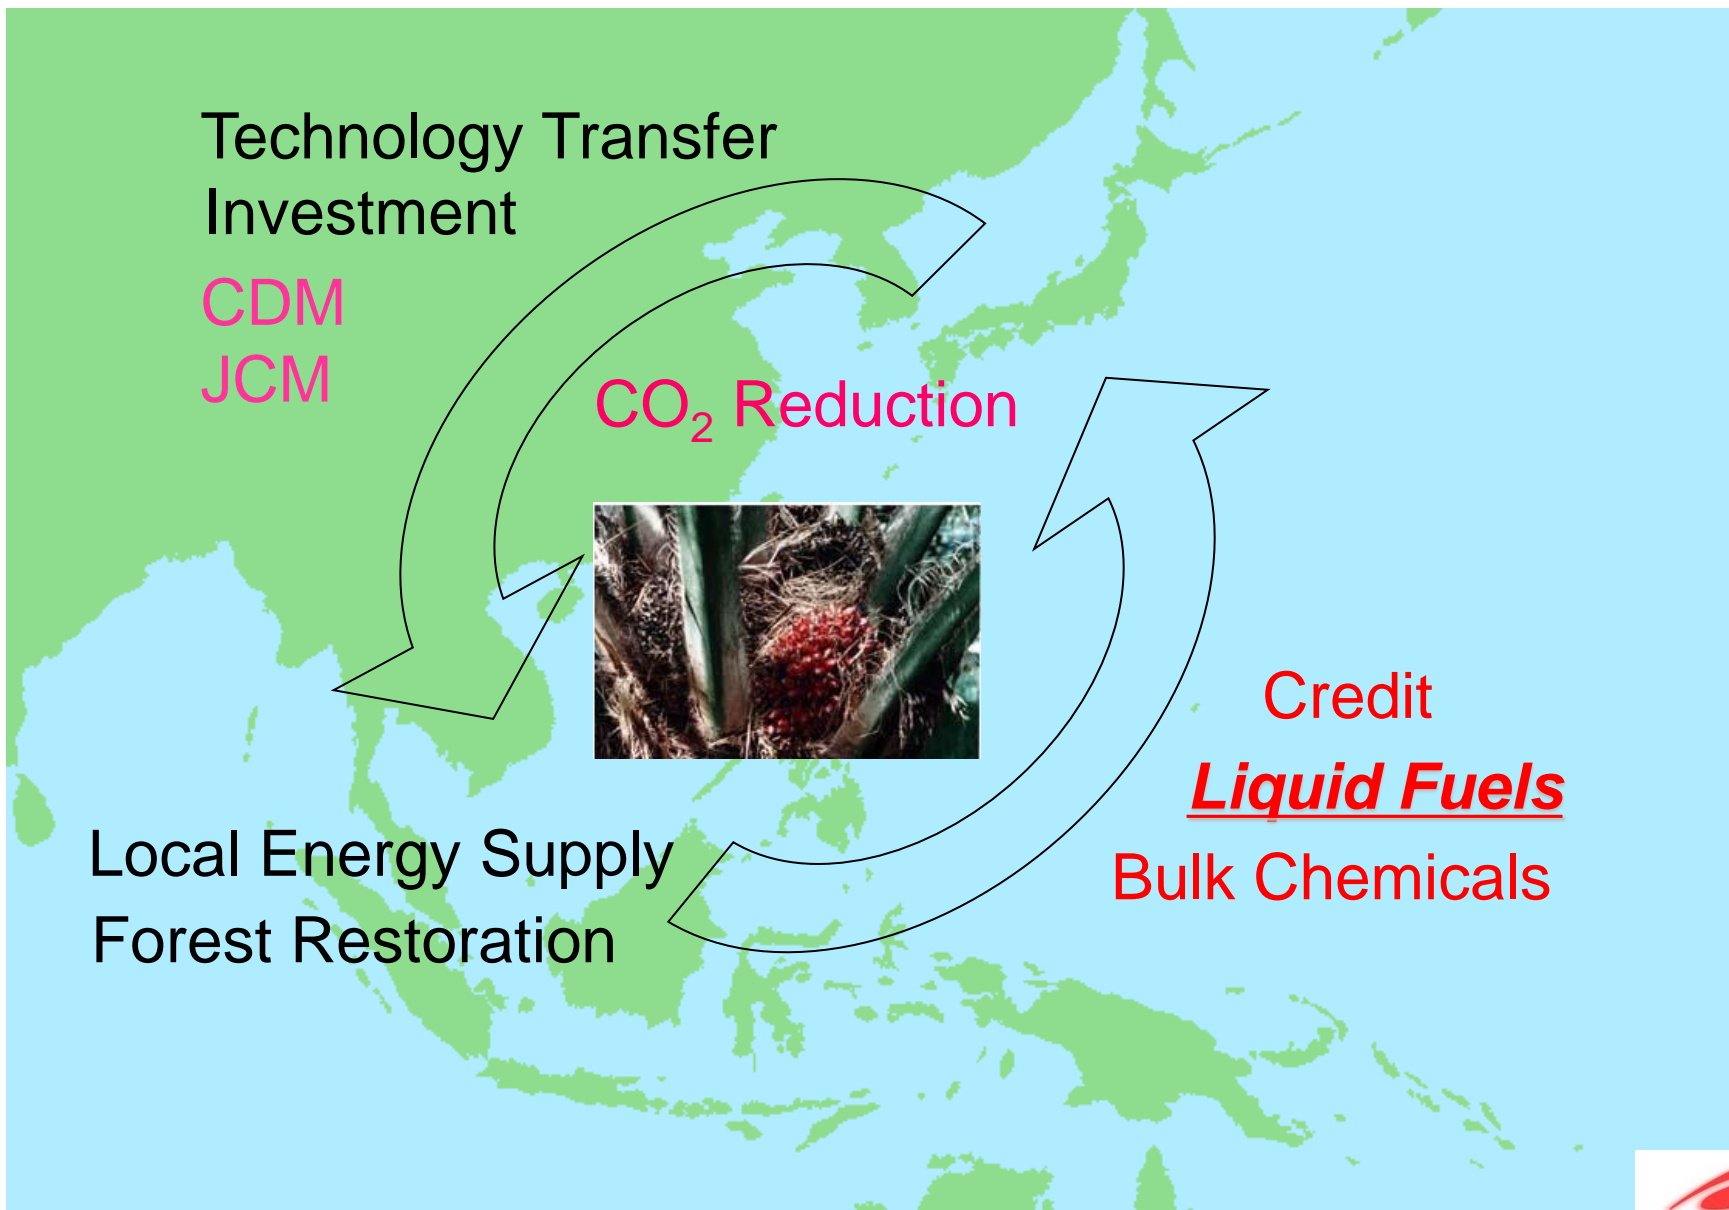 Technology Transfer
Investment
CDM
JCM
CO₂ Reduction
Credit
Liquid Fuels
Bulk Chemicals
Local Energy Supply
Forest Restoration